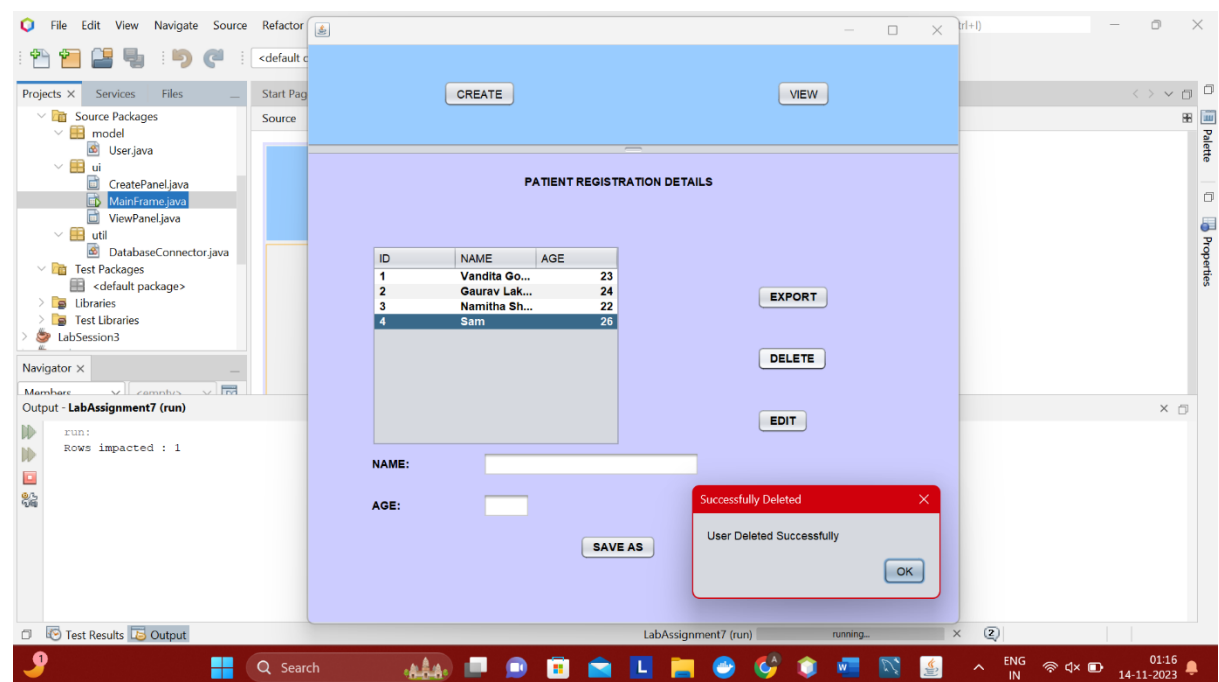 File Edit View Navigate Source Refactor
trl+I)
<default c
Projects × Services Files
Source Packages
model
User.java
ui
CreatePanel.java
MainFrame.java
ViewPanel.java
util
DatabaseConnector.java
Test Packages
<default package>
Libraries
Test Libraries
LabSession3
Navigator ×
Members <empty>
Start Pag
Source
Palette
Properties
CREATE VIEW
PATIENT REGISTRATION DETAILS
ID NAME AGE
1 Vandita Go... 23
2 Gaurav Lak... 24
3 Namitha Sh... 22
4 Sam 26
EXPORT
DELETE
EDIT
NAME:
AGE:
SAVE AS
Successfully Deleted
User Deleted Successfully
OK
Output - LabAssignment7 (run)
run:
Rows impacted : 1
Test Results Output
LabAssignment7 (run) running... × 2
1
Search
L
A
W
ENG
IN
01:16
14-11-2023